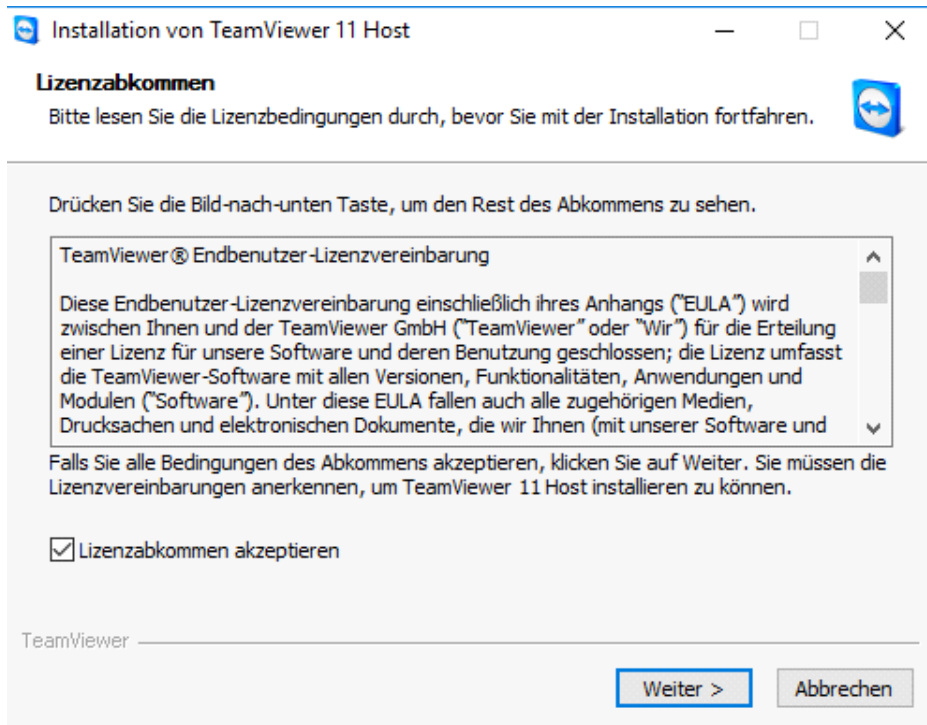 Installation von TeamViewer 11 Host
Lizenzabkommen
Bitte lesen Sie die Lizenzbedingungen durch, bevor Sie mit der Installation fortfahren.
Drücken Sie die Bild-nach-unten Taste, um den Rest des Abkommens zu sehen.
TeamViewer® Endbenutzer-Lizenzvereinbarung
Diese Endbenutzer-Lizenzvereinbarung einschließlich ihres Anhangs ("EULA") wird
zwischen Ihnen und der TeamViewer GmbH ("TeamViewer" oder "Wir") für die Erteilung
einer Lizenz für unsere Software und deren Benutzung geschlossen; die Lizenz umfasst
die TeamViewer-Software mit allen Versionen, Funktionalitäten, Anwendungen und
Modulen ("Software"). Unter diese EULA fallen auch alle zugehörigen Medien,
Drucksachen und elektronischen Dokumente, die wir Ihnen (mit unserer Software und
Falls Sie alle Bedingungen des Abkommens akzeptieren, klicken Sie auf Weiter. Sie müssen die
Lizenzvereinbarungen anerkennen, um TeamViewer 11 Host installieren zu können.
Lizenzabkommen akzeptieren
TeamViewer
Weiter >
Abbrechen